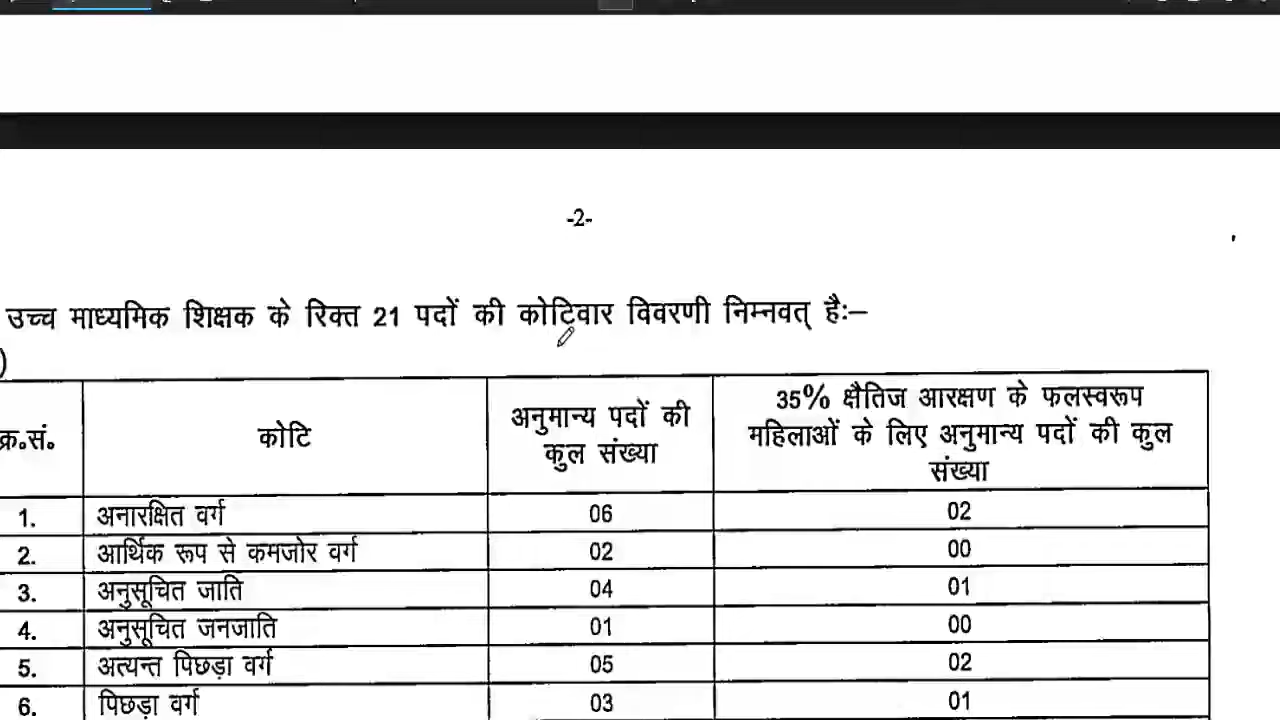 -2-
उच्च माध्यमिक शिक्षक के रिक्त 21 पदों की कोटिवार विवरणी निम्नवत् हैः–
)
क्र०सं० कोटि अनुमान्य पदों की कुल संख्या 35% क्षैतिज आरक्षण के फलस्वरूप महिलाओं के लिए अनुमान्य पदों की कुल संख्या
1. अनारक्षित वर्ग 06 02
2. आर्थिक रूप से कमजोर वर्ग 02 00
3. अनुसूचित जाति 04 01
4. अनुसूचित जनजाति 01 00
5. अत्यन्त पिछड़ा वर्ग 05 02
6. पिछड़ा वर्ग 03 01